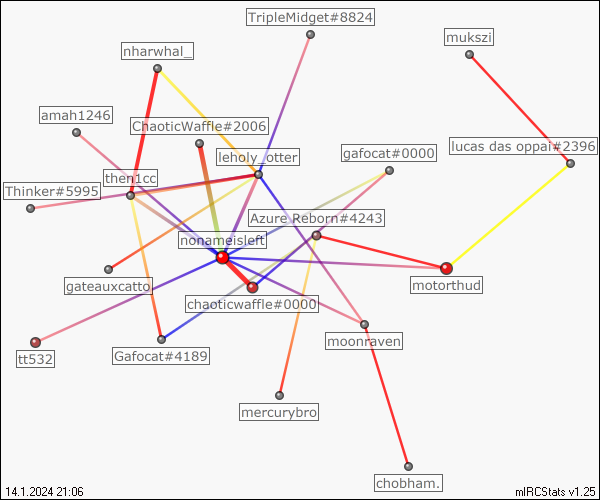 TripleMidget#8824
mukszi
nharwhal_
amah1246
ChaoticWaffle#2006
lucas das oppai#2396
leholy_otter
gafocat#0000
then1cc
Thinker#5995
Azure Reborn#4243
nonameisleft
gateauxcatto
motorthud
chaoticwaffle#0000
moonraven
tt532
Gafocat#4189
mercurybro
chobham.
14.1.2024 21:06
mIRCStats v1.25